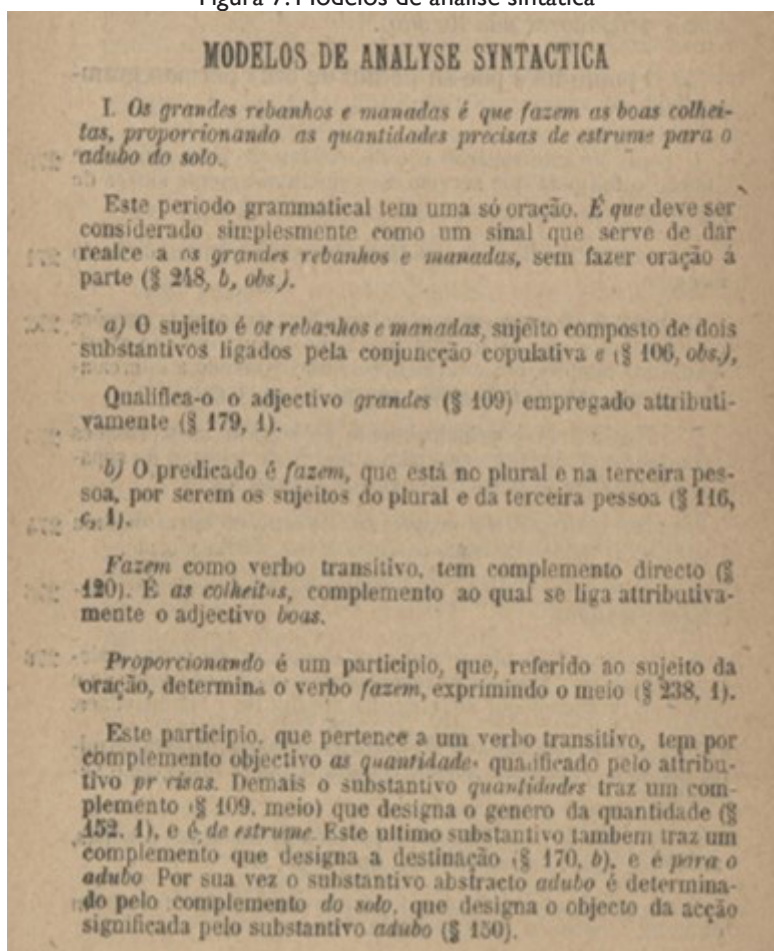 Figura 7: Modelos de análise sintática
MODELOS DE ANALYSE SYNTACTICA
I. Os grandes rebanhos e manadas é que fazem as boas colhei-
tas, proporcionando as quantidades precisas de estrume para o
adubo do solo.
Este periodo grammatical tem uma só oração. É que deve ser
considerado simplesmente como um sinal que serve de dar
realce a os grandes rebanhos e manadas, sem fazer oração á
parte (§ 248, b, obs.).
a) O sujeito é os rebanhos e manadas, sujeito composto de dois
substantivos ligados pela conjuncção copulativa e (§ 106, obs.),
Qualifica-o o adjectivo grandes (§ 109) empregado attributi-
vamente (§ 179, 1).
b) O predicado é fazem, que está no plural e na terceira pes-
soa, por serem os sujeitos do plural e da terceira pessoa (§ 116,
c, 1).
Fazem como verbo transitivo, tem complemento directo (§
120). É as colheitas, complemento ao qual se liga attributiva-
mente o adjectivo boas.
Proporcionando é um participio, que, referido ao sujeito da
oração, determina o verbo fazem, exprimindo o meio (§ 238, 1).
Este participio, que pertence a um verbo transitivo, tem por
complemento objectivo as quantidades qualificado pelo attribu-
tivo pr cisas. Demais o substantivo quantidades traz um com-
plemento (§ 109, meio) que designa o genero da quantidade (§
152, 1), e é de estrume. Este ultimo substantivo tambem traz um
complemento que designa a destinação (§ 170, b), e é para o
adubo Por sua vez o substantivo abstracto adubo é determina-
do pelo complemento do solo, que designa o objecto da acção
significada pelo substantivo adubo (§ 150).